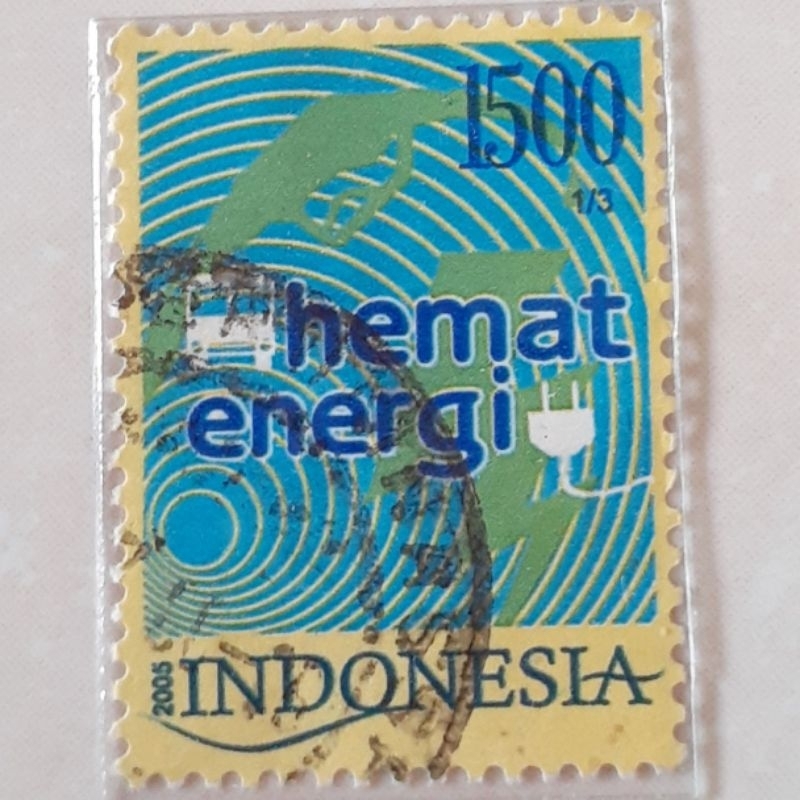 1500
1/3
hemat
energi
2005
INDONESIA